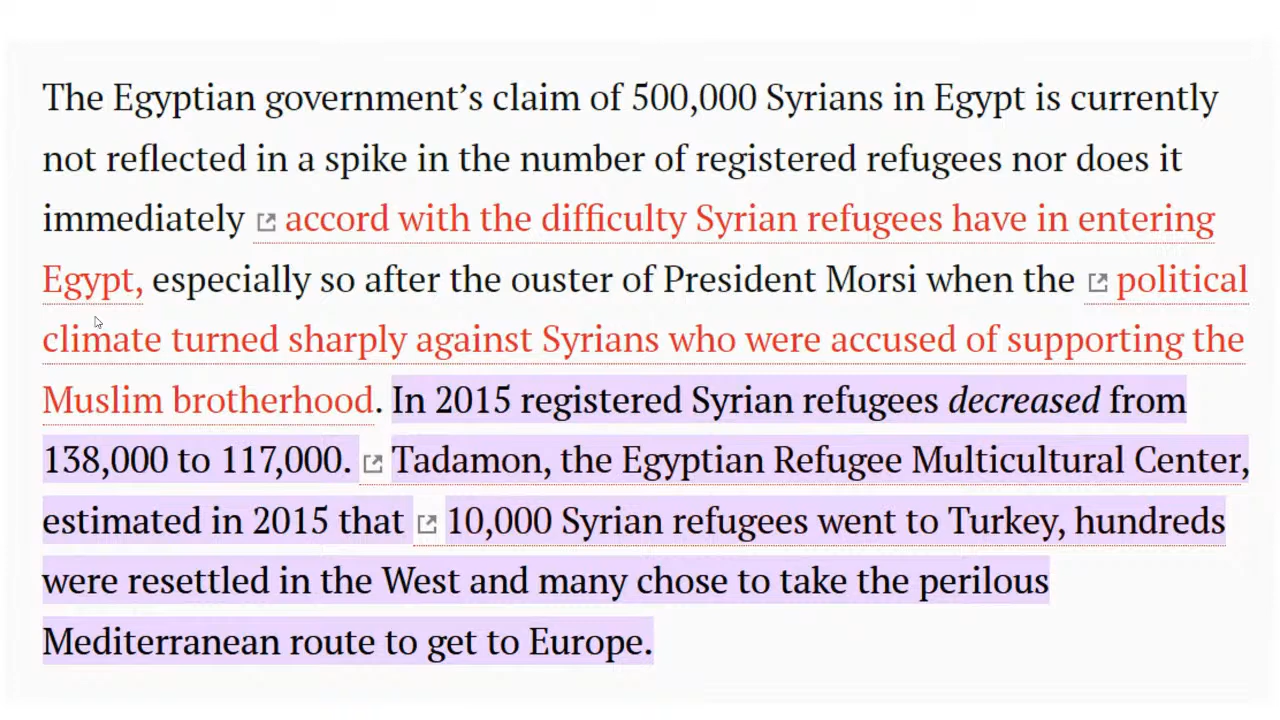 The Egyptian government’s claim of 500,000 Syrians in Egypt is currently
not reflected in a spike in the number of registered refugees nor does it
immediately accord with the difficulty Syrian refugees have in entering
Egypt, especially so after the ouster of President Morsi when the political
climate turned sharply against Syrians who were accused of supporting the
Muslim brotherhood. In 2015 registered Syrian refugees decreased from
138,000 to 117,000. Tadamon, the Egyptian Refugee Multicultural Center,
estimated in 2015 that 10,000 Syrian refugees went to Turkey, hundreds
were resettled in the West and many chose to take the perilous
Mediterranean route to get to Europe.